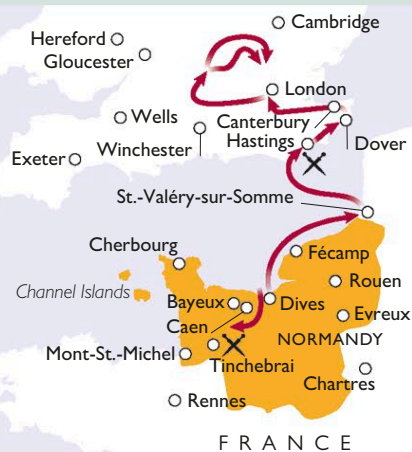 Cambridge
Hereford
Gloucester
London
Wells
Canterbury
Winchester
Hastings
Dover
Exeter
St.-Valéry-sur-Somme
Cherbourg
Fécamp
Channel Islands
Rouen
Bayeux
Dives
Evreux
Caen
NORMANDY
Mont-St.-Michel
Tinchebrai
Chartres
Rennes
FRANCE